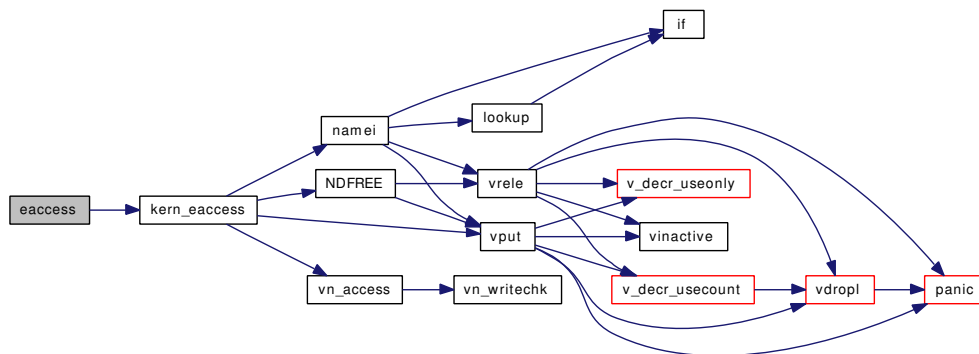 if
lookup
namei
NDFREE
vrele
v_decr_useonly
eaccess
kern_eaccess
vput
vinactive
vn_access
vn_writechk
v_decr_usecount
vdropl
panic